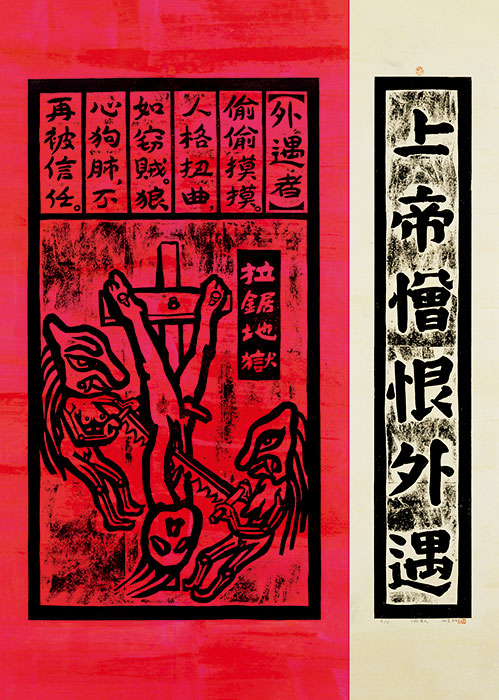 【外遇者】
偷偷摸摸。
人格扭曲
如窃賊。狼
心狗肺，不
再被信任。
拉鋸地獄
上帝憎恨外遇